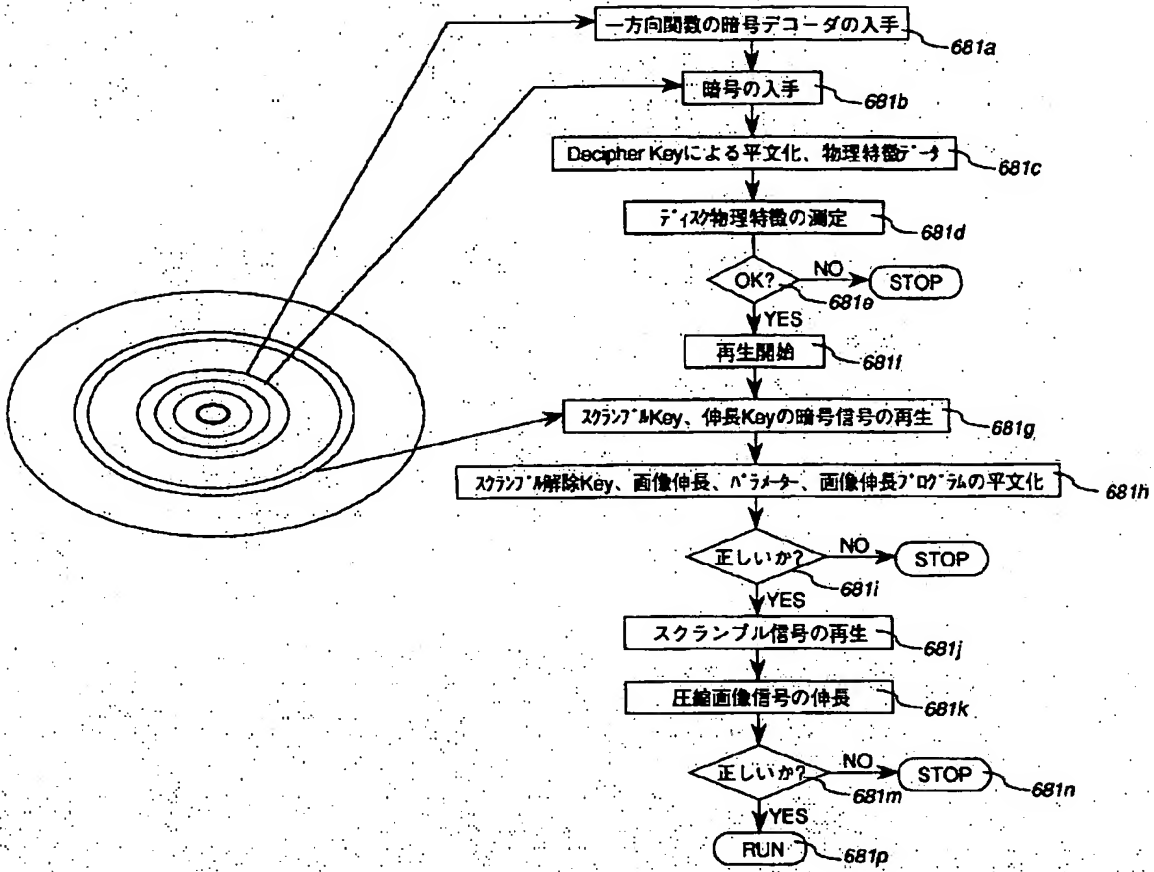 一方向関数の暗号デコーダの入手
681a
暗号の入手
681b
Decipher Keyによる平文化、物理特徴データ
681c
ディスク物理特徴の測定
681d
OK?
NO
STOP
681e
YES
再生開始
681f
スクランブルKey、伸長Keyの暗号信号の再生
681g
スクランブル解除Key、画像伸長、パラメーター、画像伸長プログラムの平文化
681h
正しいか?
NO
STOP
681i
YES
スクランブル信号の再生
681j
圧縮画像信号の伸長
681k
正しいか?
NO
STOP
681n
681m
YES
RUN
681p